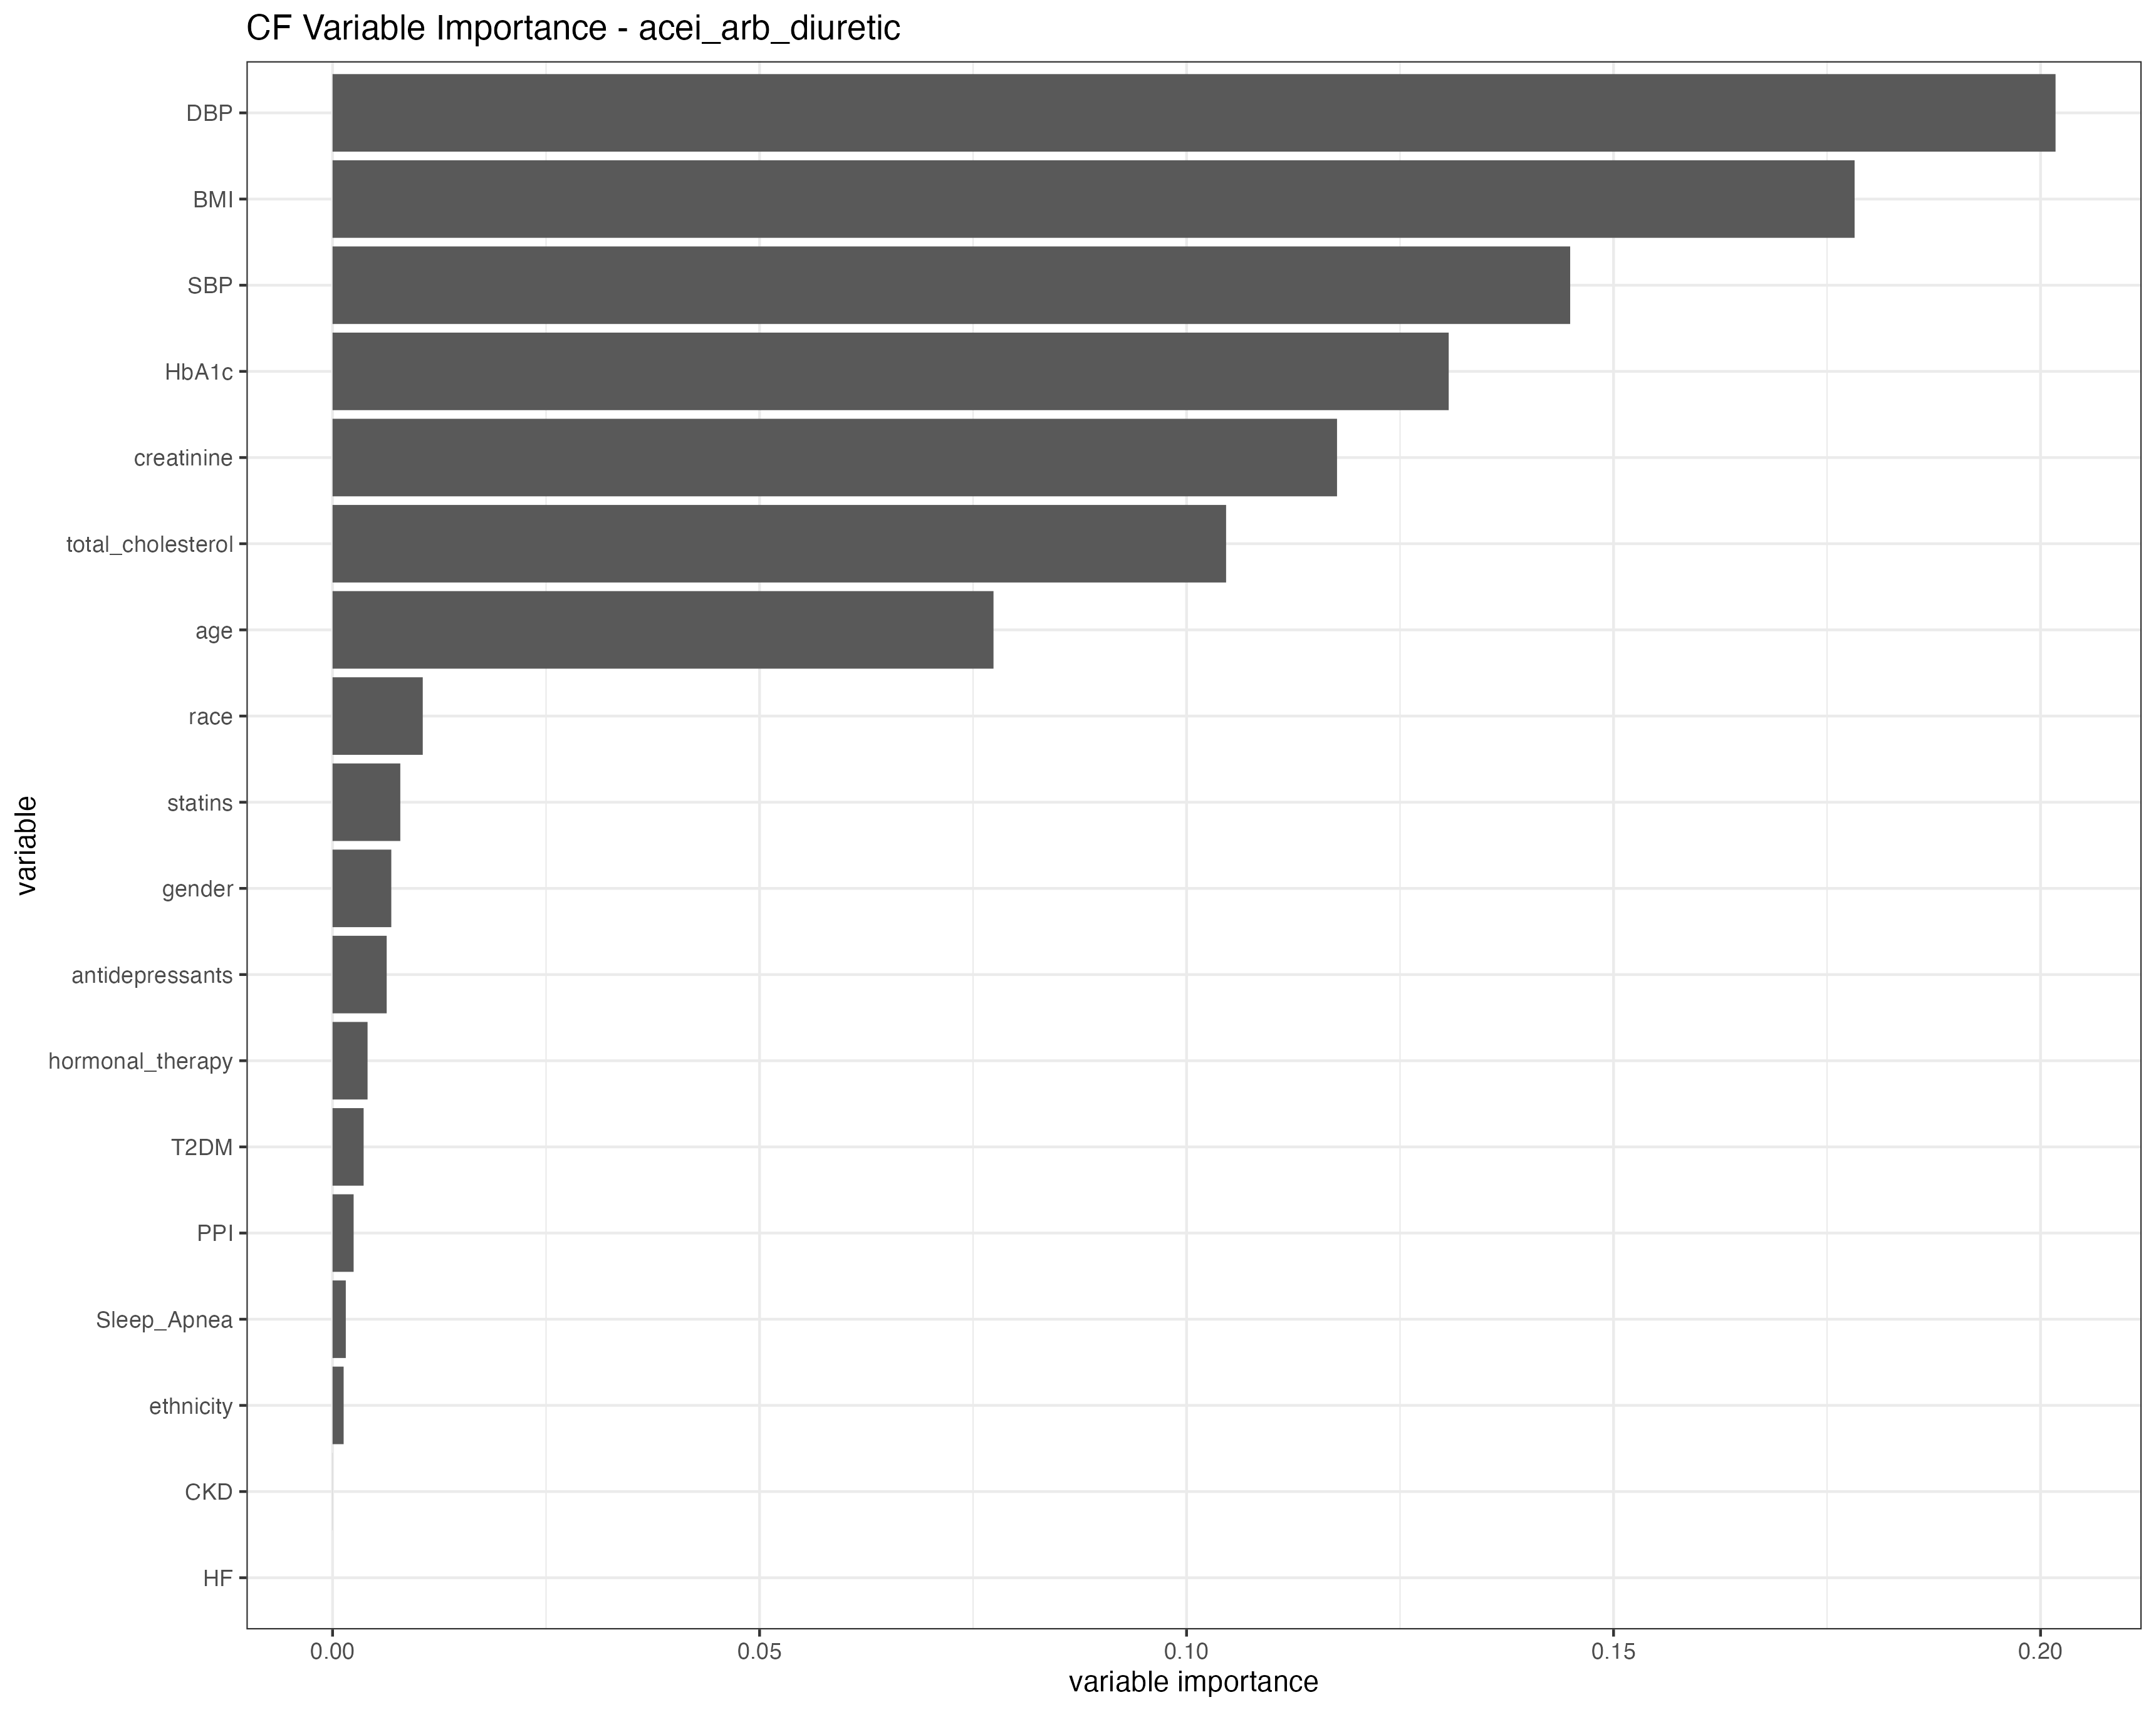 CF Variable Importance - acei_arb_diuretic
variable
DBP
BMI
SBP
HbA1c
creatinine
total_cholesterol
age
race
statins
gender
antidepressants
hormonal_therapy
T2DM
PPI
Sleep_Apnea
ethnicity
CKD
HF
0.00 0.05 0.10 0.15 0.20
variable importance